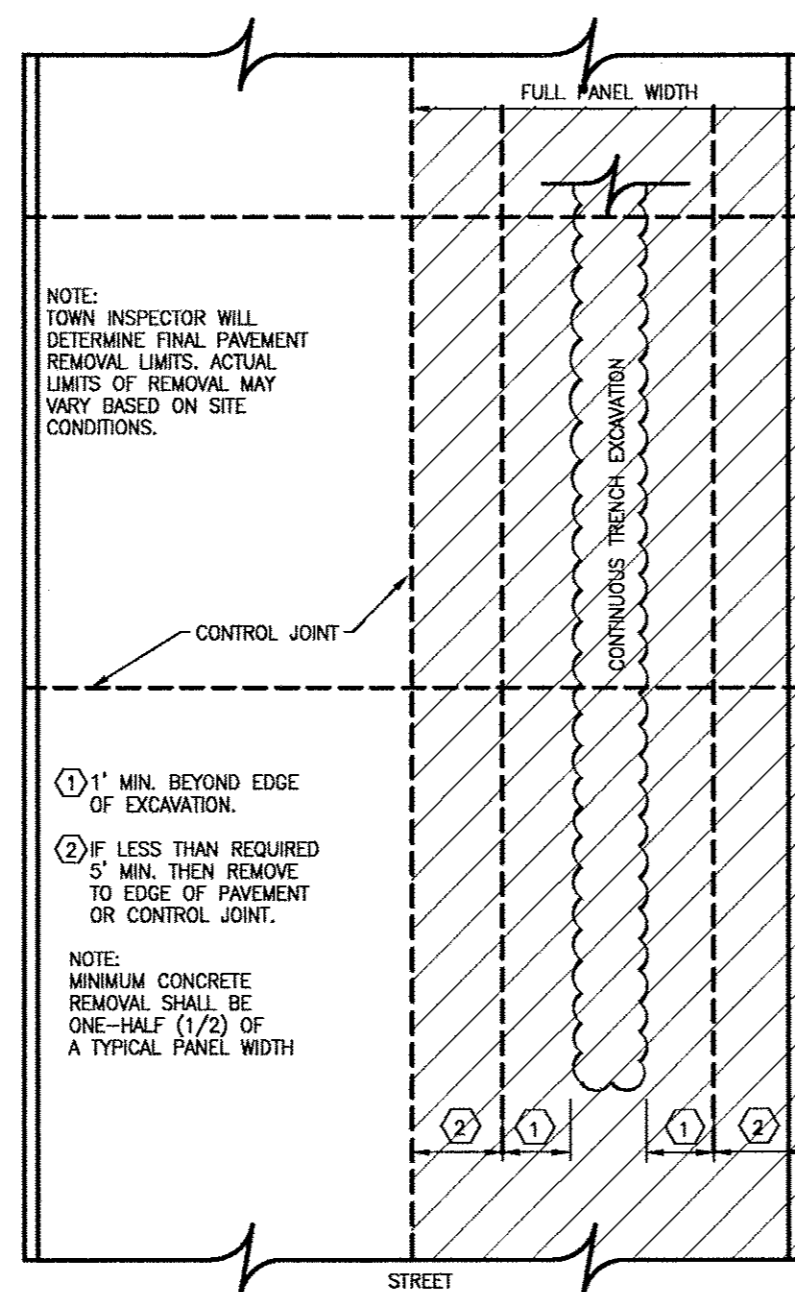 FULL PANEL WIDTH
NOTE:
TOWN INSPECTOR WILL
DETERMINE FINAL PAVEMENT
REMOVAL LIMITS. ACTUAL
LIMITS OF REMOVAL MAY
VARY BASED ON SITE
CONDITIONS.
CONTINUOUS TRENCH EXCAVATION
CONTROL JOINT
1 1' MIN. BEYOND EDGE
OF EXCAVATION.
2 IF LESS THAN REQUIRED
5' MIN. THEN REMOVE
TO EDGE OF PAVEMENT
OR CONTROL JOINT.
NOTE:
MINIMUM CONCRETE
REMOVAL SHALL BE
ONE-HALF (1/2) OF
A TYPICAL PANEL WIDTH
2 1 1 2
STREET